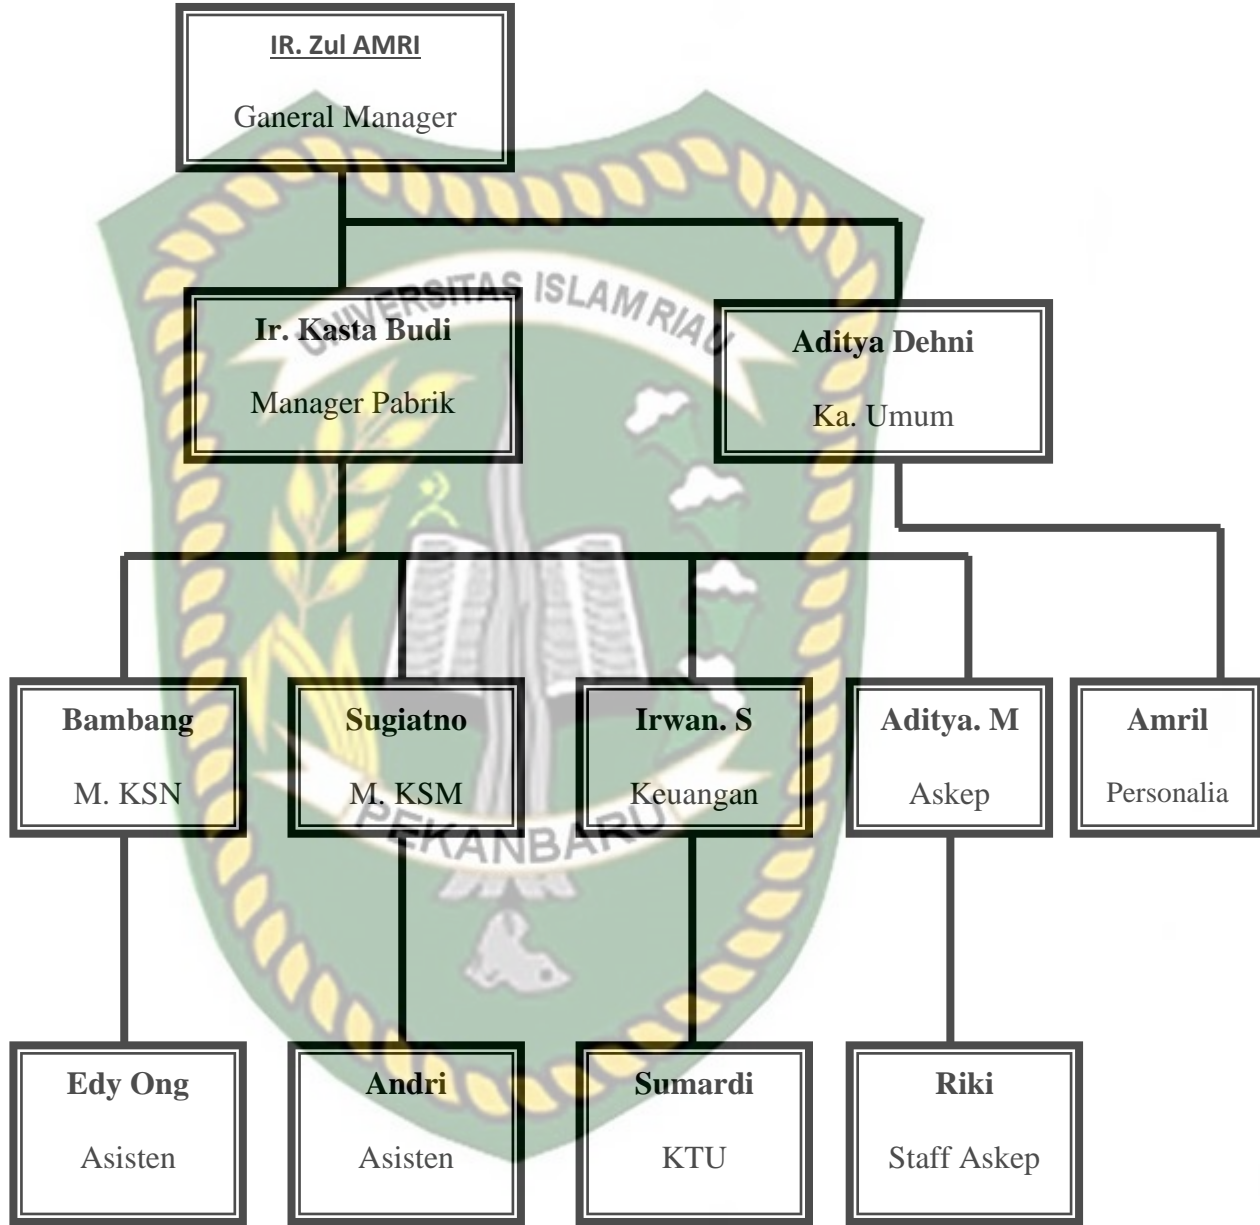 IR. Zul AMRI
Ganeral Manager
UNIVERSITAS ISLAM RIAU
Ir. Kasta Budi
Manager Pabrik
Aditya Dehni
Ka. Umum
Bambang
M. KSN
Sugiatno
M. KSM
Irwan. S
Keuangan
Aditya. M
Askep
Amril
Personalia
PEKANBARU
Edy Ong
Asisten
Andri
Asisten
Sumardi
KTU
Riki
Staff Askep